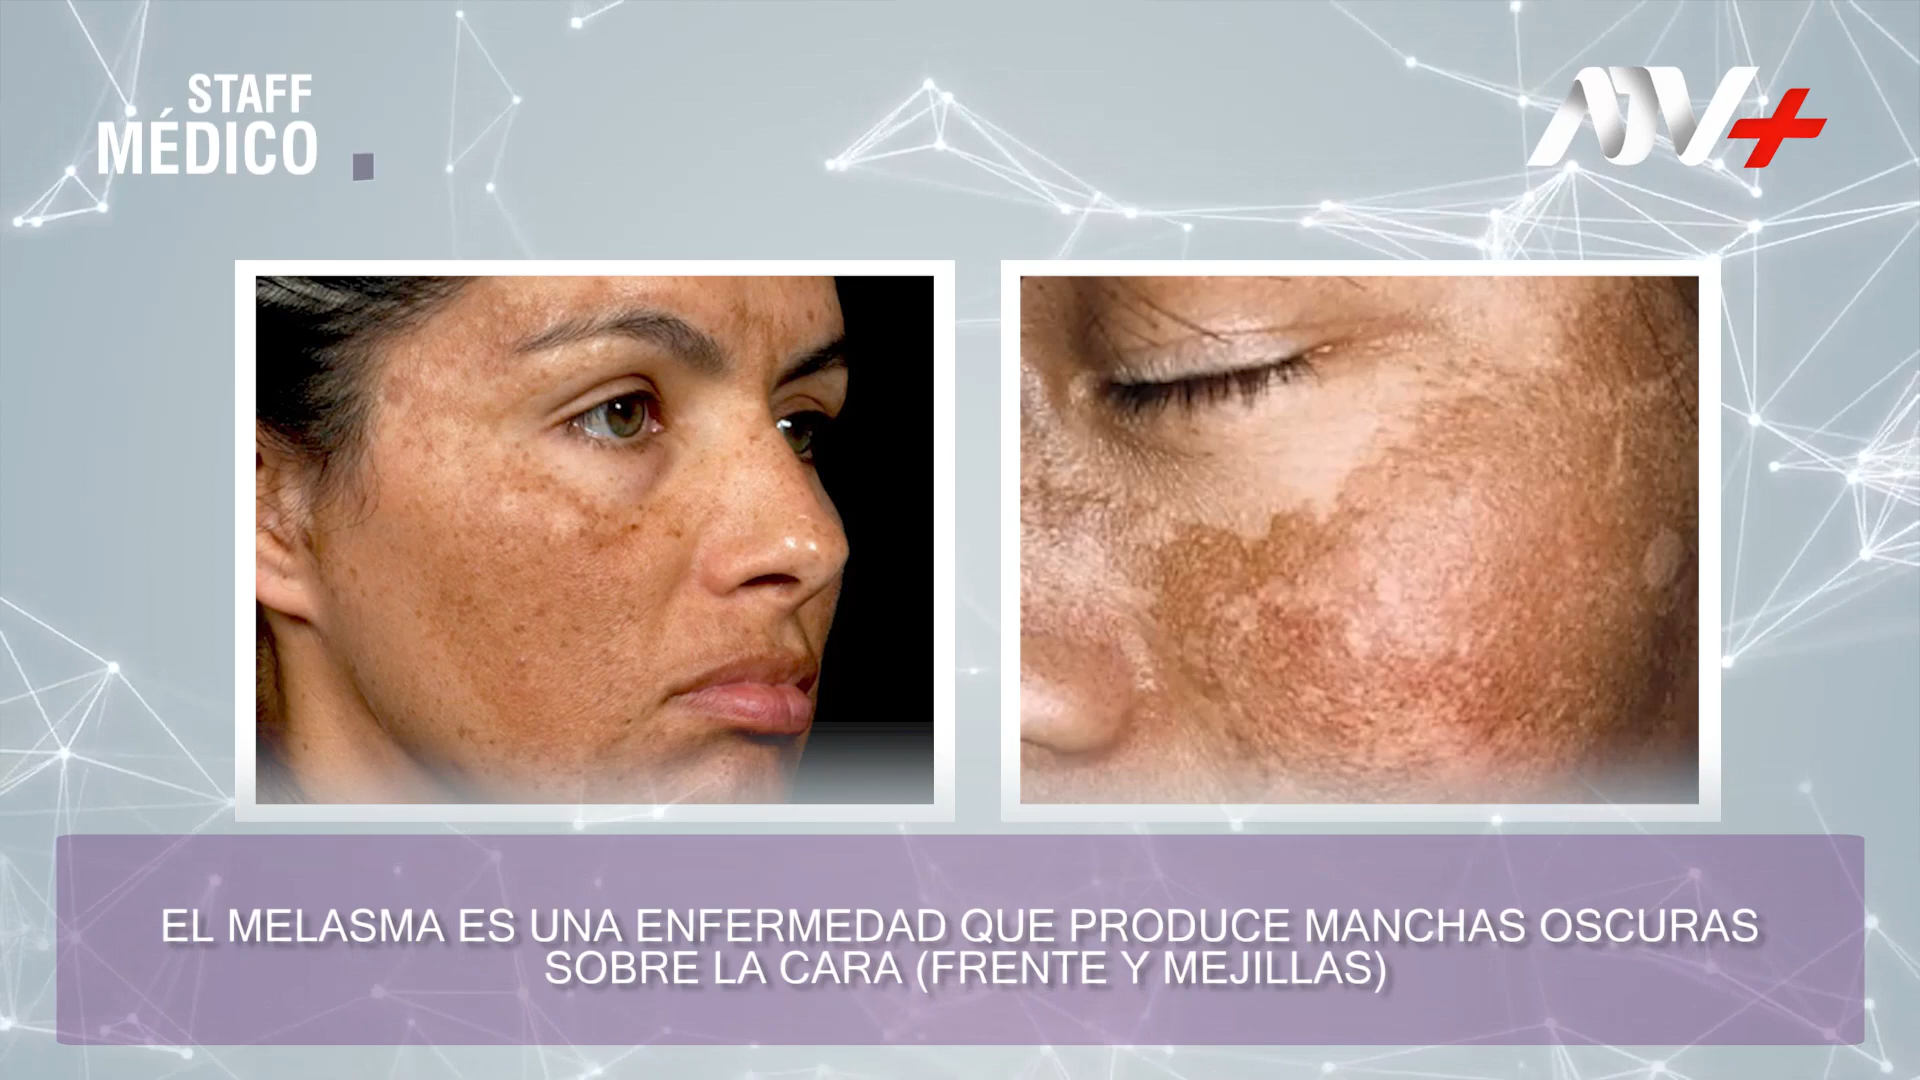 STAFF
MÉDICO
ATV+
EL MELASMA ES UNA ENFERMEDAD QUE PRODUCE MANCHAS OSCURAS
SOBRE LA CARA (FRENTE Y MEJILLAS)